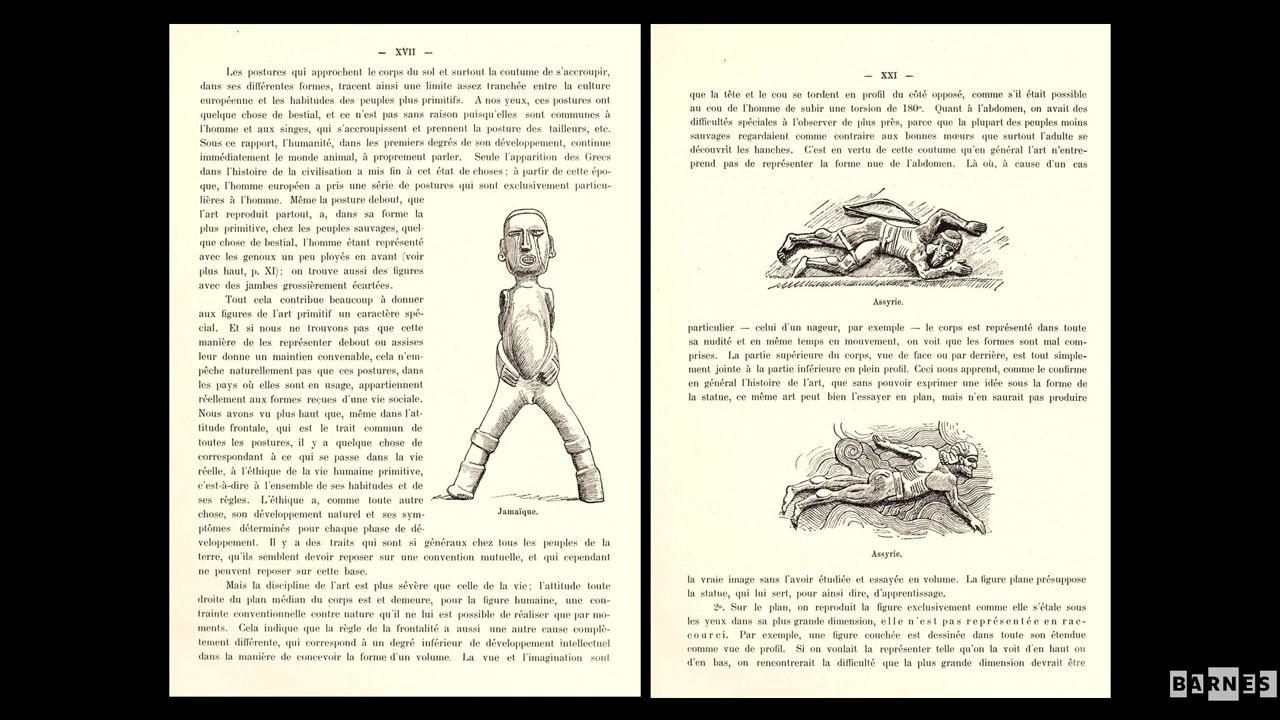 — XVII —
Les postures qui approchent le corps du sol et surtout la coutume de s'accroupir,
dans ses différentes formes, tracent ainsi une limite assez tranchée entre la culture
européenne et les habitudes des peuples plus primitifs. A nos yeux, ces postures ont
quelque chose de bestial, et ce n'est pas sans raison puisqu'elles sont communes à
l'homme et aux singes, qui s'accroupissent et prennent la posture des tailleurs, etc.
Sous ce rapport, l'humanité, dans les premiers degrés de son développement, continue
immédiatement le monde animal, à proprement parler. Seule l'apparition des Grecs
dans l'histoire de la civilisation a mis fin à cet état de choses; à partir de cette épo-
que, l'homme européen a pris une série de postures qui sont exclusivement particu-
lières à l'homme. Même la posture debout, que
l'art reproduit partout, a, dans sa forme la
plus primitive, chez les peuples sauvages, quel-
que chose de bestial, l'homme étant représenté
avec les genoux un peu ployés en avant (voir
plus haut, p. XI); on trouve aussi des figures
avec des jambes grossièrement écartées.
Tout cela contribue beaucoup à donner
aux figures de l'art primitif un caractère spé-
cial. Et si nous ne trouvons pas que cette
manière de les représenter debout ou assises
leur donne un maintien convenable, cela n'em-
pêche naturellement pas que ces postures, dans
les pays où elles sont en usage, appartiennent
réellement aux formes reçues d'une vie sociale.
Nous avons vu plus haut que, même dans l'at-
titude frontale, qui est le trait commun de
toutes les postures, il y a quelque chose de
correspondant à ce qui se passe dans la vie
réelle, à l'éthique de la vie humaine primitive,
c'est-à-dire à l'ensemble de ses habitudes et de
ses règles. L'éthique a, comme toute autre
chose, son développement naturel et ses sym-
ptômes déterminés pour chaque phase de dé-
veloppement. Il y a des traits qui sont si généraux chez tous les peuples de la
terre, qu'ils semblent devoir reposer sur une convention mutuelle, et qui cependant
ne peuvent reposer sur cette base.
Jamaïque.
Mais la discipline de l'art est plus sévère que celle de la vie; l'attitude toute
droite du plan médian du corps est et demeure, pour la figure humaine, une con-
trainte conventionnelle contre nature qu'il ne lui est possible de réaliser que par mo-
ments. Cela indique que la règle de la frontalité a aussi une autre cause complè-
tement différente, qui correspond à un degré inférieur de développement intellectuel
dans la manière de concevoir la forme d'un volume. La vue et l'imagination sont
— XXI —
que la tête et le cou se tordent en profil du côté opposé, comme s'il était possible
au cou de l'homme de subir une torsion de 180°. Quant à l'abdomen, on avait des
difficultés spéciales à l'observer de plus près, parce que la plupart des peuples moins
sauvages regardaient comme contraire aux bonnes mœurs que surtout l'adulte se
découvrit les hanches. C'est en vertu de cette coutume qu'en général l'art n'entre-
prend pas de représenter la forme nue de l'abdomen. Là où, à cause d'un cas
Assyrie.
particulier — celui d'un nageur, par exemple — le corps est représenté dans toute
sa nudité et en même temps en mouvement, on voit que les formes sont mal com-
prises. La partie supérieure du corps, vue de face ou par derrière, est tout simple-
ment jointe à la partie inférieure en plein profil. Ceci nous apprend, comme le confirme
en général l'histoire de l'art, que sans pouvoir exprimer une idée sous la forme de
la statue, ce même art peut bien l'essayer en plan, mais n'en saurait pas produire
Assyrie.
la vraie image sans l'avoir étudiée et essayée en volume. La figure plane présuppose
la statue, qui lui sert, pour ainsi dire, d'apprentissage.
2°. Sur le plan, on reproduit la figure exclusivement comme elle s'étale sous
les yeux dans sa plus grande dimension, elle n'est pas représentée en rac-
courci. Par exemple, une figure couchée est dessinée dans toute son étendue
comme vue de profil. Si on voulait la représenter telle qu'on la voit d'en haut ou
d'en bas, on rencontrerait la difficulté que la plus grande dimension devrait être
BARNES